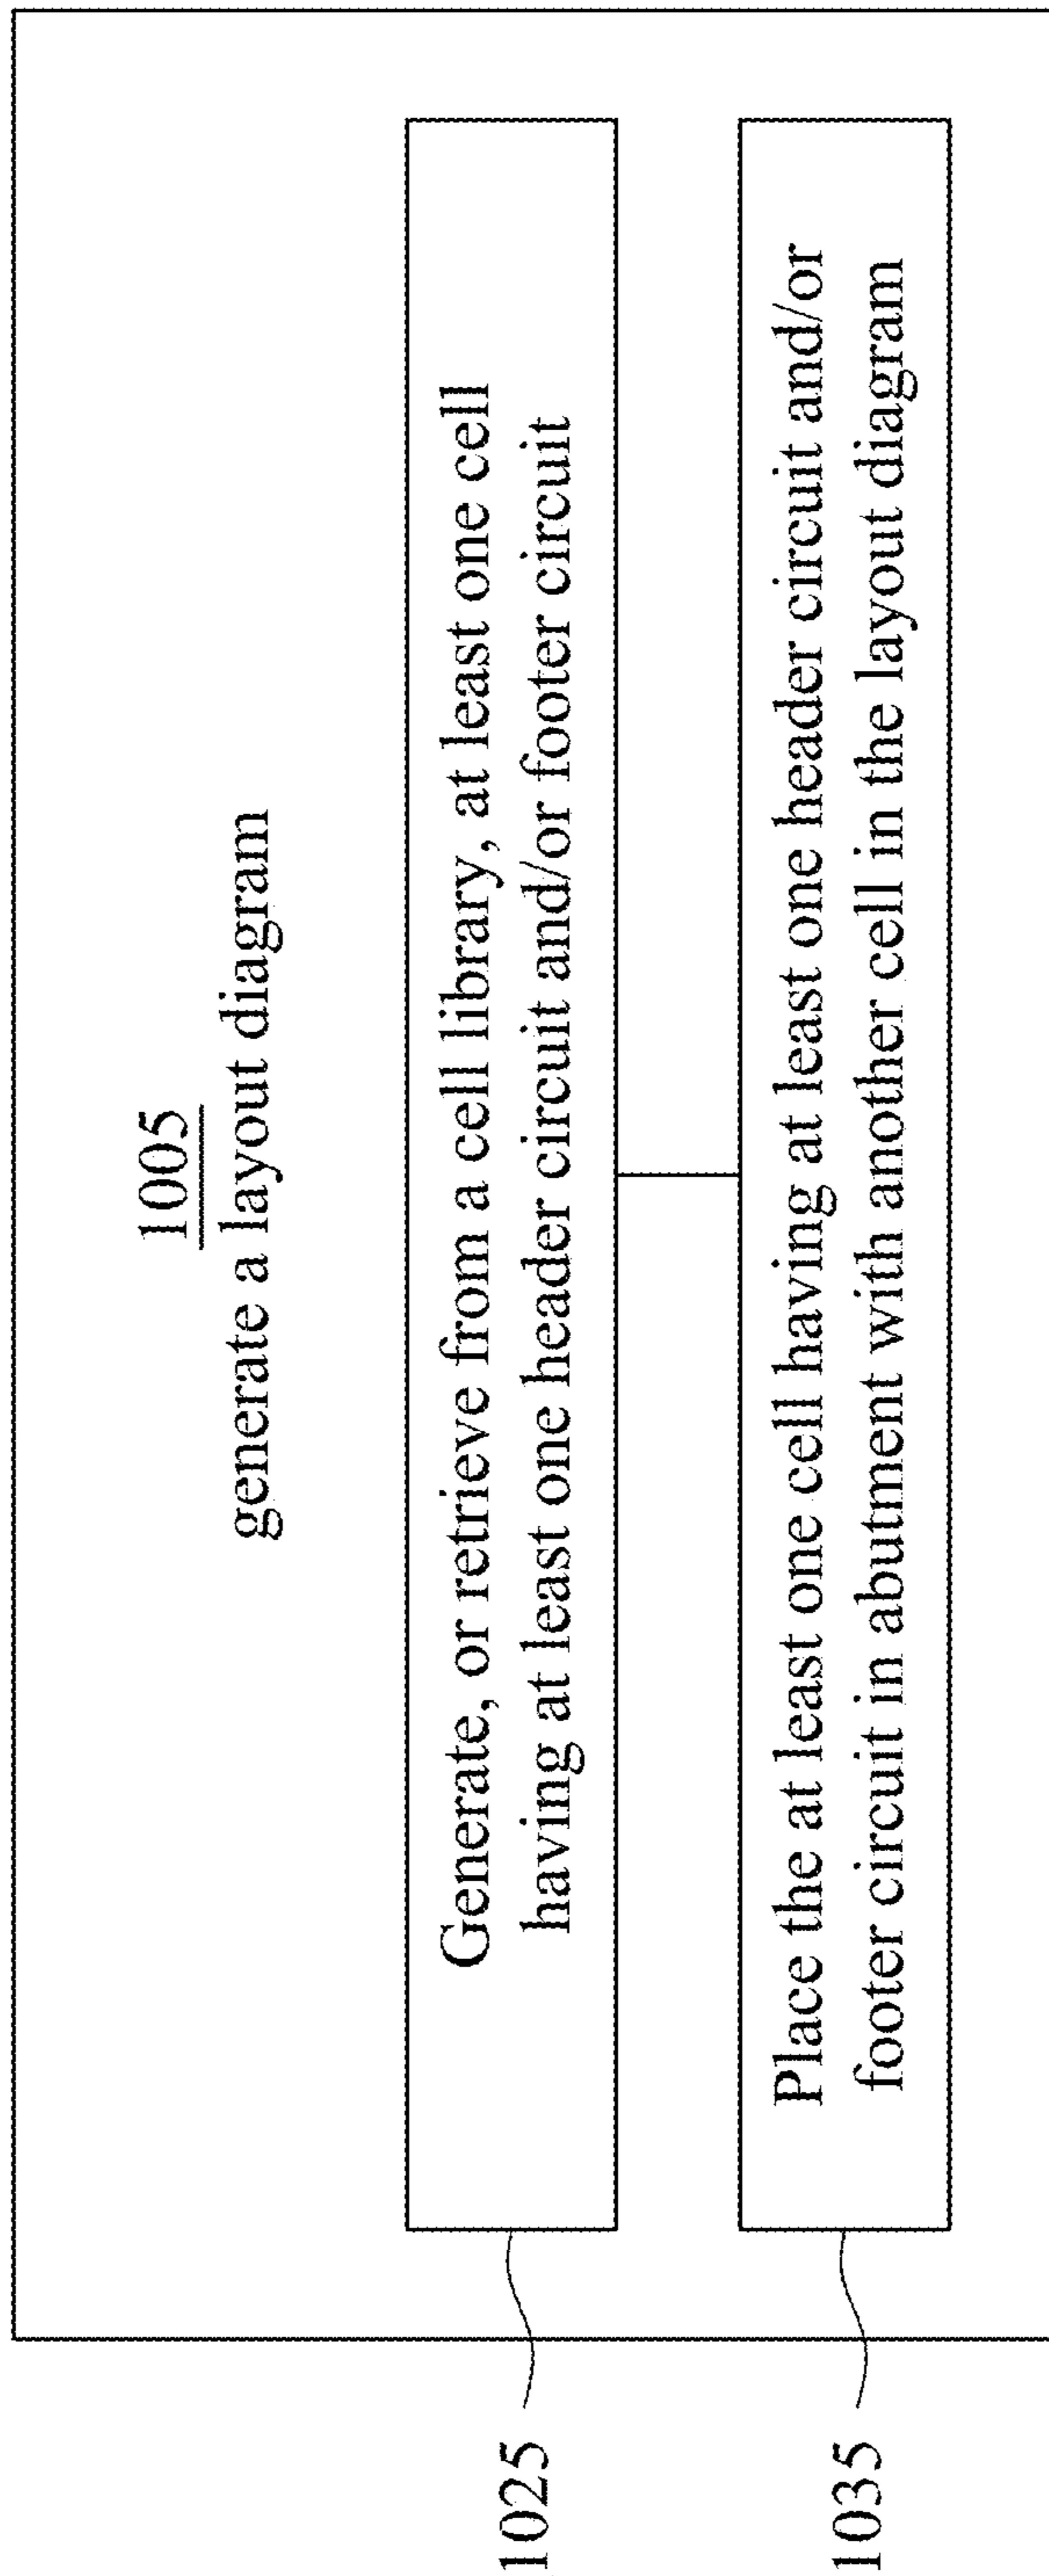 1005
generate a layout diagram
1025
Generate, or retrieve from a cell library, at least one cell
having at least one header circuit and/or footer circuit
1035
Place the at least one cell having at least one header circuit and/or
footer circuit in abutment with another cell in the layout diagram